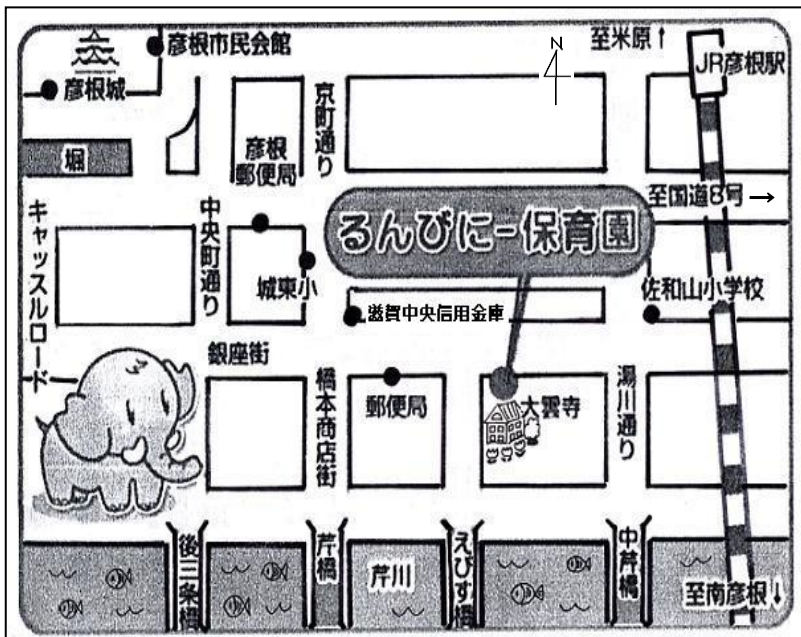 彦根市民会館
彦根城
N
至米原↑
JR彦根駅
京町通り
彦根
郵便局
堀
至国道8号→
キャッスルロード
中央町通り
るんびにー保育園
城東小
滋賀中央信用金庫
佐和山小学校
銀座街
橋本商店街
郵便局
大雲寺
湯川通り
後三条橋
芹橋
芹川
えびす橋
中芹橋
至南彦根↓